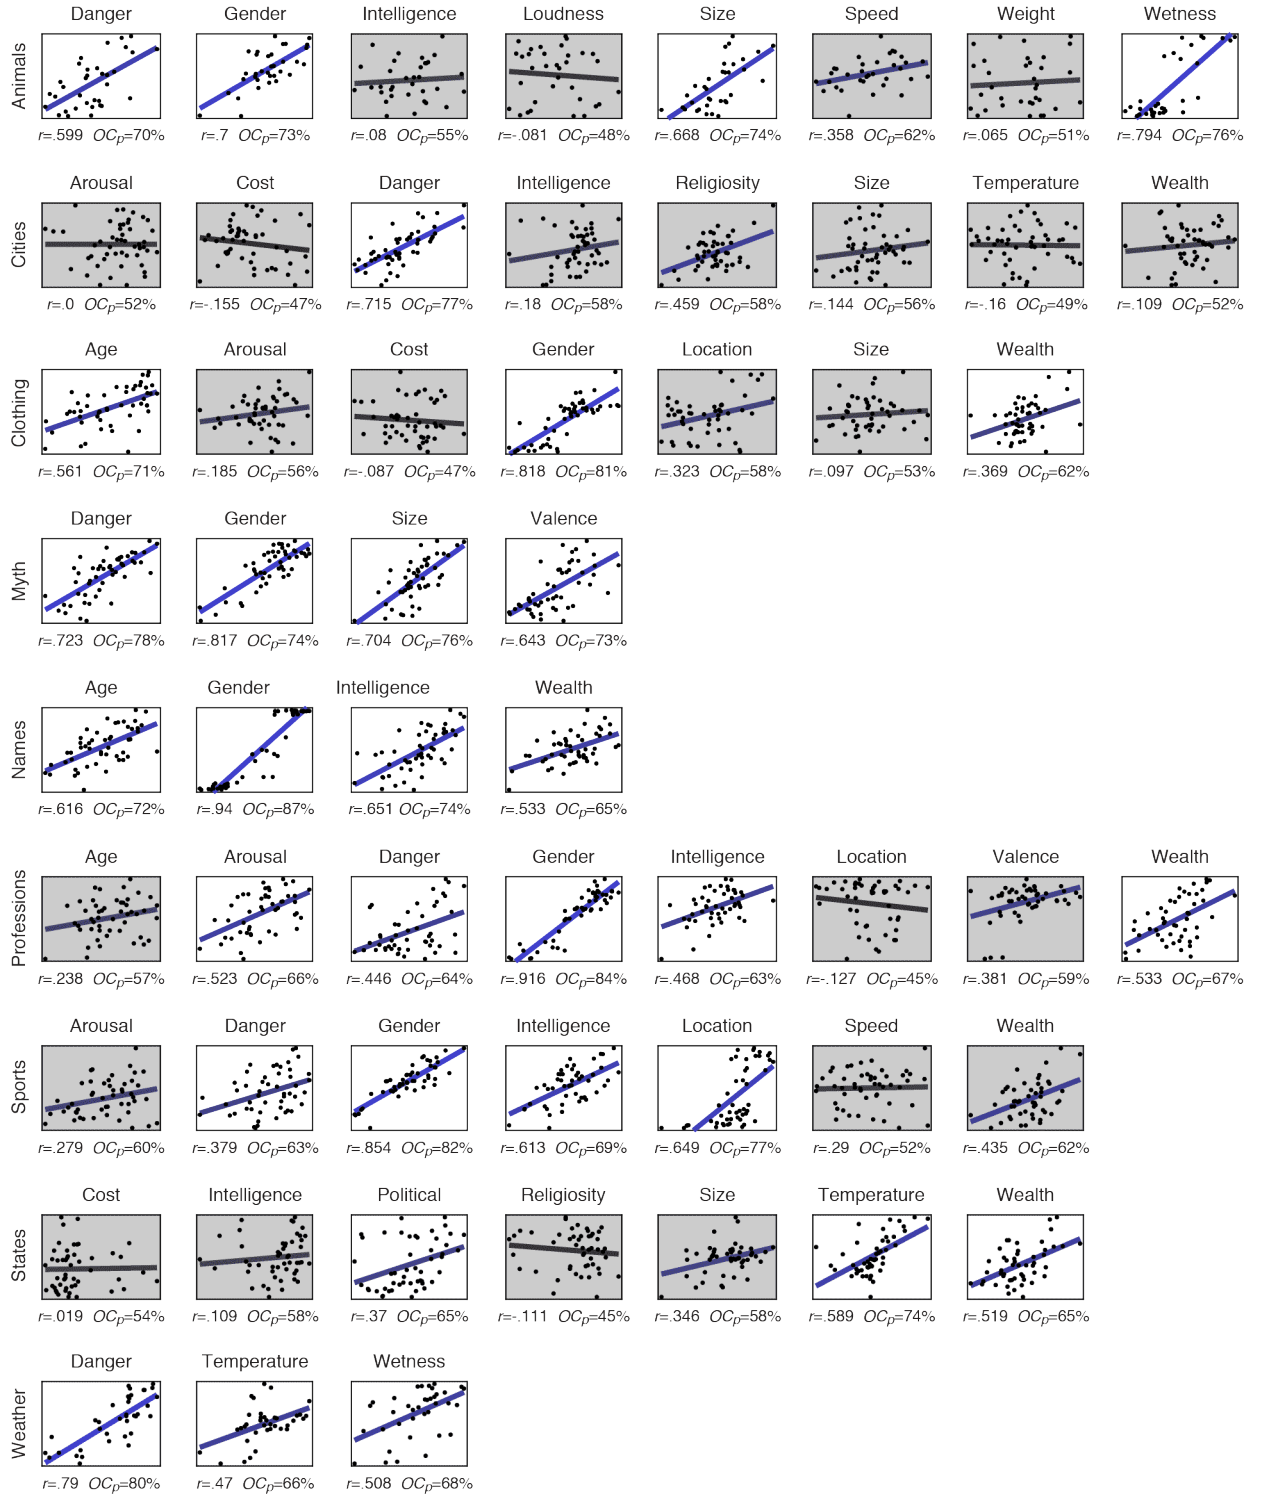 Danger Gender Intelligence Loudness Size Speed Weight Wetness
Animals
r=.599 OCp=70% r=.7 OCp=73% r=.08 OCp=55% r=-.081 OCp=48% r=.668 OCp=74% r=.358 OCp=62% r=.065 OCp=51% r=.794 OCp=76%
Arousal Cost Danger Intelligence Religiosity Size Temperature Wealth
Cities
r=.0 OCp=52% r=-.155 OCp=47% r=.715 OCp=77% r=.18 OCp=58% r=.459 OCp=58% r=.144 OCp=56% r=-.16 OCp=49% r=.109 OCp=52%
Age Arousal Cost Gender Location Size Wealth
Clothing
r=.561 OCp=71% r=.185 OCp=56% r=-.087 OCp=47% r=.818 OCp=81% r=.323 OCp=58% r=.097 OCp=53% r=.369 OCp=62%
Danger Gender Size Valence
Myth
r=.723 OCp=78% r=.817 OCp=74% r=.704 OCp=76% r=.643 OCp=73%
Age Gender Intelligence Wealth
Names
r=.616 OCp=72% r=.94 OCp=87% r=.651 OCp=74% r=.533 OCp=65%
Age Arousal Danger Gender Intelligence Location Valence Wealth
Professions
r=.238 OCp=57% r=.523 OCp=66% r=.446 OCp=64% r=.916 OCp=84% r=.468 OCp=63% r=-.127 OCp=45% r=.381 OCp=59% r=.533 OCp=67%
Arousal Danger Gender Intelligence Location Speed Wealth
Sports
r=.279 OCp=60% r=.379 OCp=63% r=.854 OCp=82% r=.613 OCp=69% r=.649 OCp=77% r=.29 OCp=52% r=.435 OCp=62%
Cost Intelligence Political Religiosity Size Temperature Wealth
States
r=.019 OCp=54% r=.109 OCp=58% r=.37 OCp=65% r=-.111 OCp=45% r=.346 OCp=58% r=.589 OCp=74% r=.519 OCp=65%
Danger Temperature Wetness
Weather
r=.79 OCp=80% r=.47 OCp=66% r=.508 OCp=68%